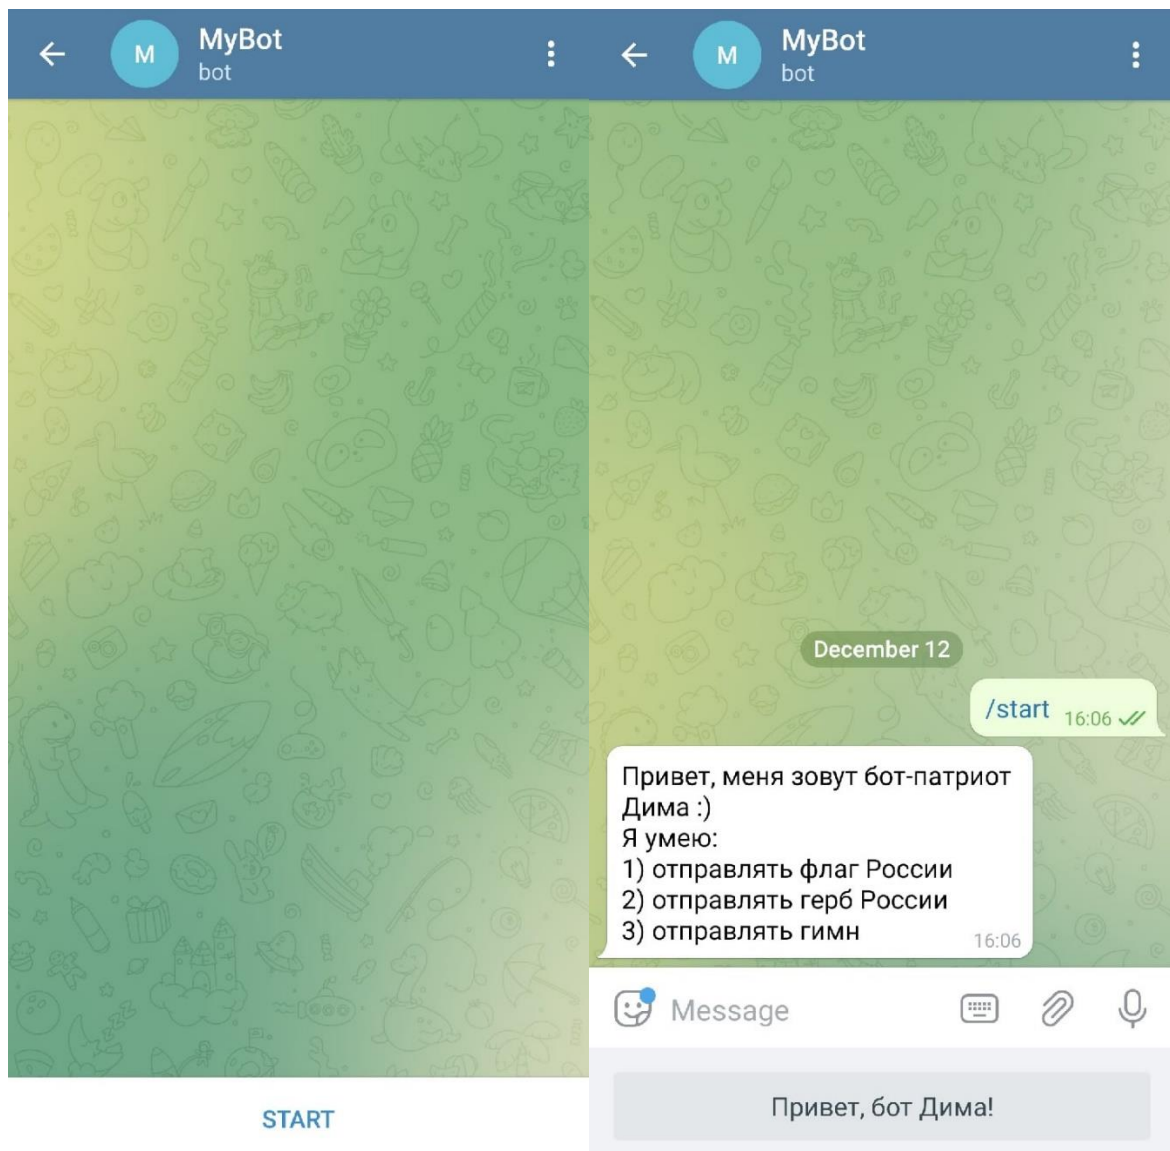 MyBot
bot
M
START
MyBot
bot
M
December 12
/start 16:06
Привет, меня зовут бот-патриот
Дима :)
Я умею:
1) отправлять флаг России
2) отправлять герб России
3) отправлять гимн
16:06
Message
Привет, бот Дима!